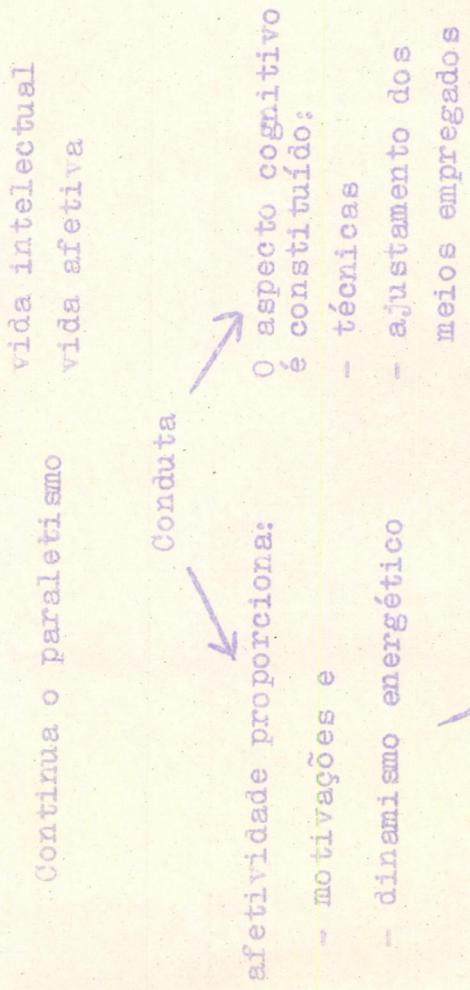 Continua o paraletismo
vida intelectual
vida afetiva
Conduta
afetividade proporciona:
- motivações e
- dinamismo energético
O aspecto cognitivo
é constituído:
- técnicas
- ajustamento dos
meios empregados